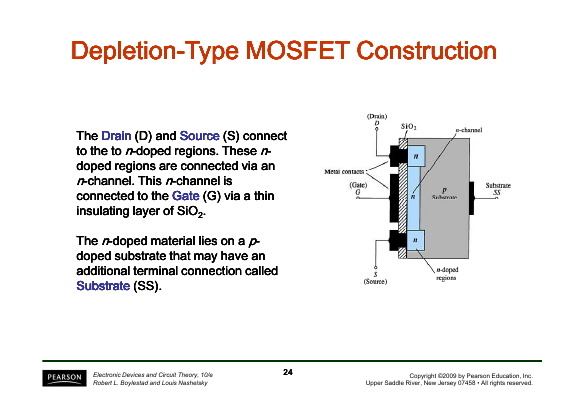 Depletion-Type MOSFET Construction
The Drain (D) and Source (S) connect
to the to n-doped regions. These n-
doped regions are connected via an
n-channel. This n-channel is
connected to the Gate (G) via a thin
insulating layer of SiO2.
The n-doped material lies on a p-
doped substrate that may have an
additional terminal connection called
Substrate (SS).
(Drain)
D
SiO2
n-channel
n
Metal contacts
(Gate)
G
n
p
Substrate
Substrate
SS
n
S
(Source)
n-doped
regions
PEARSON
Electronic Devices and Circuit Theory, 10/e
Robert L. Boylestad and Louis Nashelsky
24
Copyright ©2009 by Pearson Education, Inc.
Upper Saddle River, New Jersey 07458 • All rights reserved.